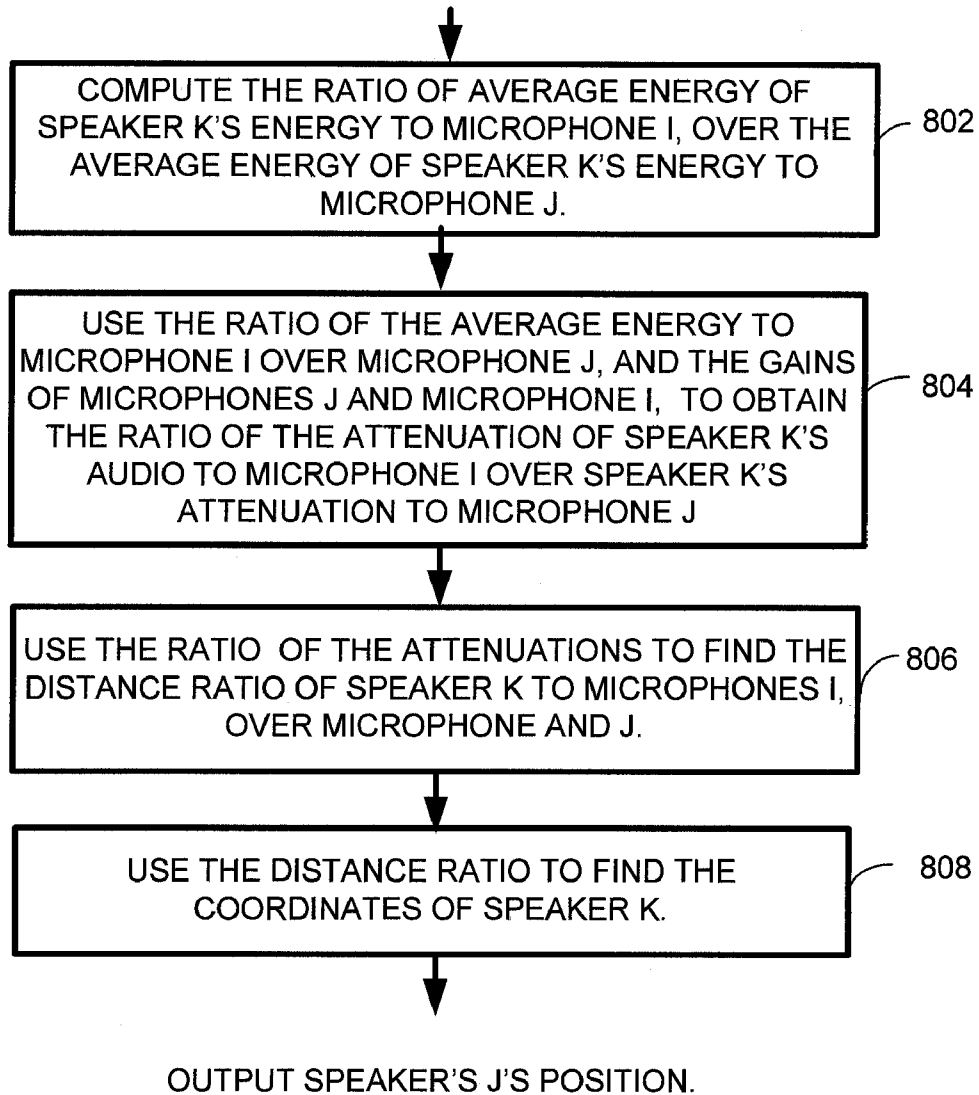 COMPUTE THE RATIO OF AVERAGE ENERGY OF
SPEAKER K'S ENERGY TO MICROPHONE I, OVER THE
AVERAGE ENERGY OF SPEAKER K'S ENERGY TO
MICROPHONE J.
802
USE THE RATIO OF THE AVERAGE ENERGY TO
MICROPHONE I OVER MICROPHONE J, AND THE GAINS
OF MICROPHONES J AND MICROPHONE I, TO OBTAIN
THE RATIO OF THE ATTENUATION OF SPEAKER K'S
AUDIO TO MICROPHONE I OVER SPEAKER K'S
ATTENUATION TO MICROPHONE J
804
USE THE RATIO OF THE ATTENUATIONS TO FIND THE
DISTANCE RATIO OF SPEAKER K TO MICROPHONES I,
OVER MICROPHONE AND J.
806
USE THE DISTANCE RATIO TO FIND THE
COORDINATES OF SPEAKER K.
808
OUTPUT SPEAKER'S J'S POSITION.